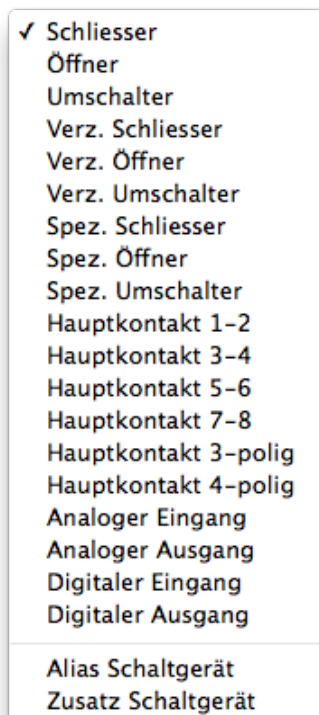 ✓ Schliesser
Öffner
Umschalter
Verz. Schliesser
Verz. Öffner
Verz. Umschalter
Spez. Schliesser
Spez. Öffner
Spez. Umschalter
Hauptkontakt 1-2
Hauptkontakt 3-4
Hauptkontakt 5-6
Hauptkontakt 7-8
Hauptkontakt 3-polig
Hauptkontakt 4-polig
Analoger Eingang
Analoger Ausgang
Digitaler Eingang
Digitaler Ausgang
Alias Schaltgerät
Zusatz Schaltgerät